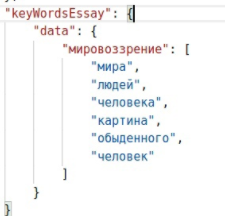 "keyWordsEssay": {
"data": {
"мировоззрение": [
"мира",
"людей",
"человека",
"картина",
"обыденного",
"человек"
]
}
}